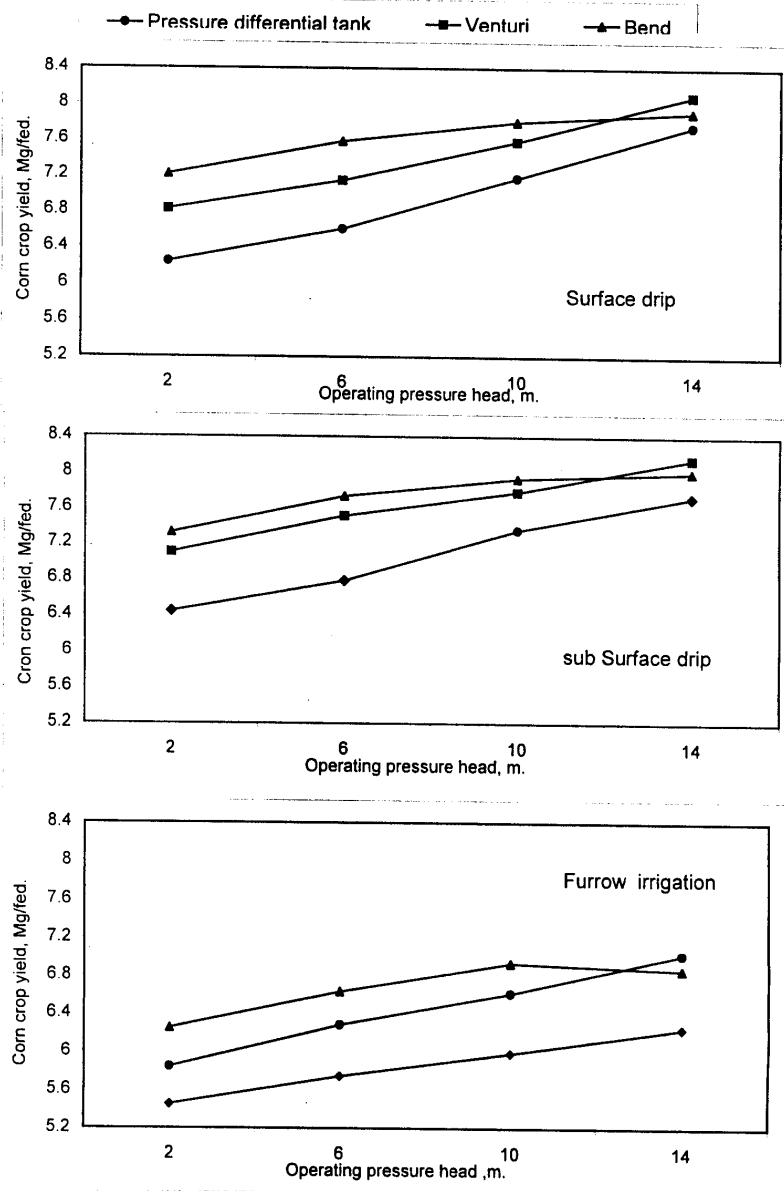 Pressure differential tank Venturi Bend
8.4
8
7.6
7.2
6.8
6.4
6
5.6
5.2
Corn crop yield, Mg/fed.
Surface drip
2 6 10 14
Operating pressure head ,m.
8.4
8
7.6
7.2
6.8
6.4
6
5.6
5.2
Cron crop yield, Mg/fed.
sub Surface drip
2 6 10 14
Operating pressure head, m.
8.4
8
7.6
7.2
6.8
6.4
6
5.6
5.2
Corn crop yield, Mg/fed.
Furrow irrigation
2 6 10 14
Operating pressure head ,m.